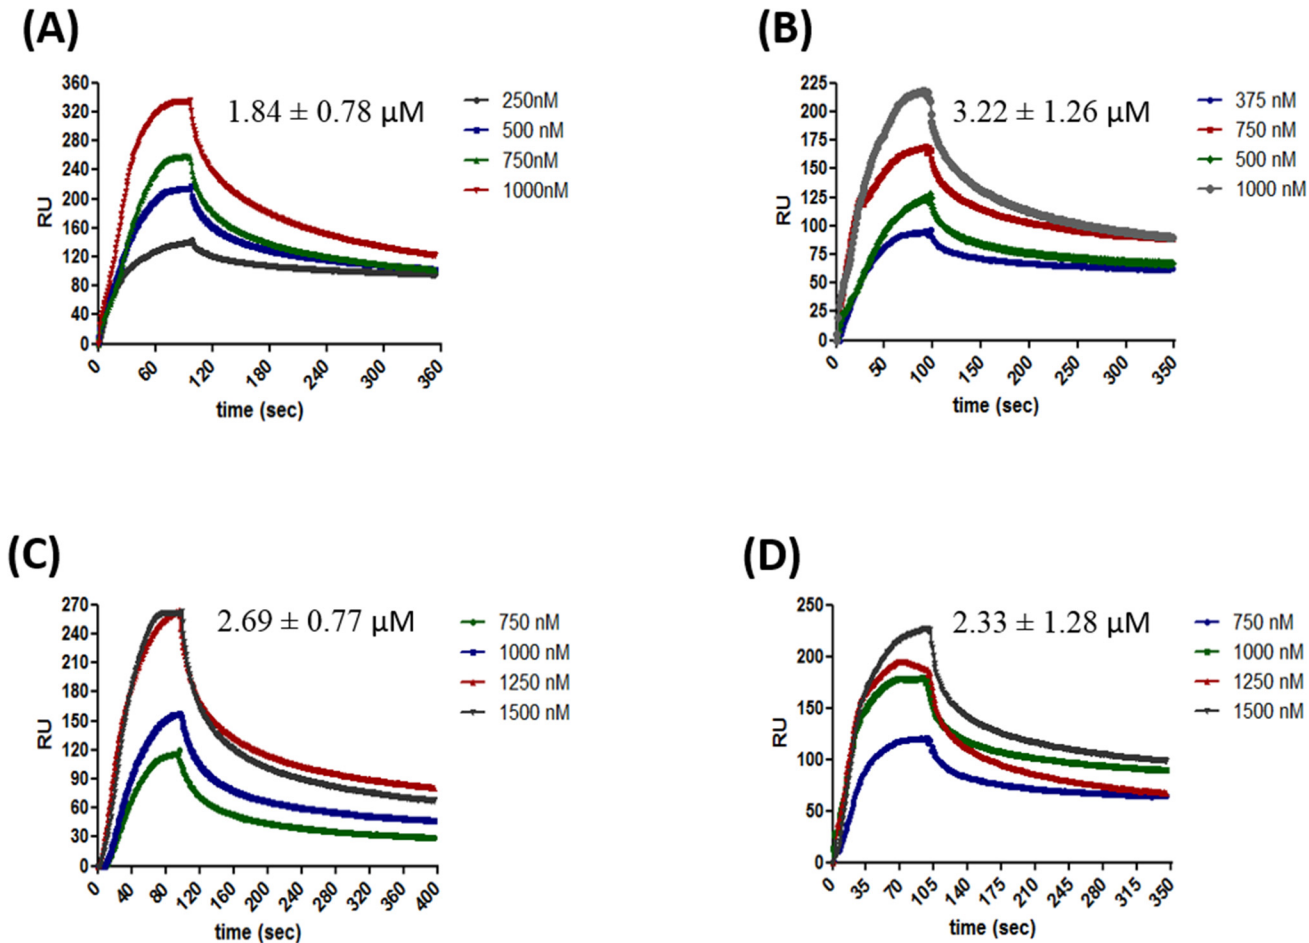 (A)
360
320
280
240
200
160
120
80
40
0
RU
0
60
120
180
240
300
360
time (sec)
1.84 ± 0.78 μM
250nM
500 nM
750nM
1000nM
(B)
225
200
175
150
125
100
75
50
25
0
RU
0
50
100
150
200
250
300
350
time (sec)
3.22 ± 1.26 μM
375 nM
750 nM
500 nM
1000 nM
(C)
270
240
210
180
150
120
90
60
30
0
RU
0
40
80
120
160
200
240
280
320
360
400
time (sec)
2.69 ± 0.77 μM
750 nM
1000 nM
1250 nM
1500 nM
(D)
250
200
150
100
50
0
RU
0
35
70
105
140
175
210
245
280
315
350
time (sec)
2.33 ± 1.28 μM
750 nM
1000 nM
1250 nM
1500 nM